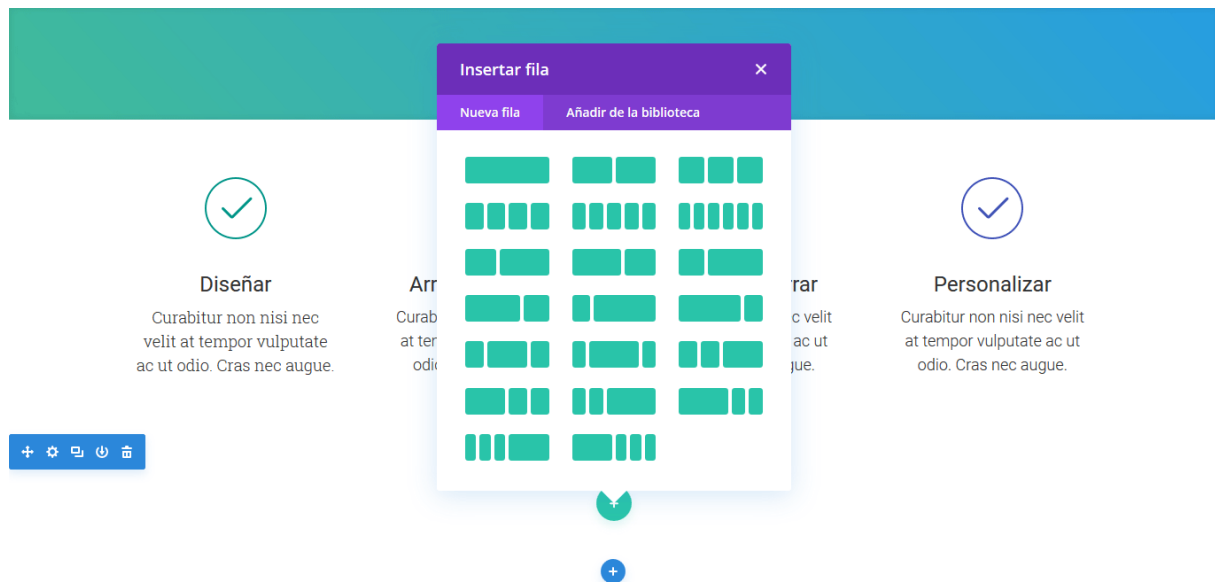 Insertar fila
Nueva fila
Añadir de la biblioteca
Diseñar
Curabitur non nisi nec
velit at tempor vulputate
ac ut odio. Cras nec augue.
Personalizar
Curabitur non nisi nec velit
at tempor vulputate ac ut
odio. Cras nec augue.